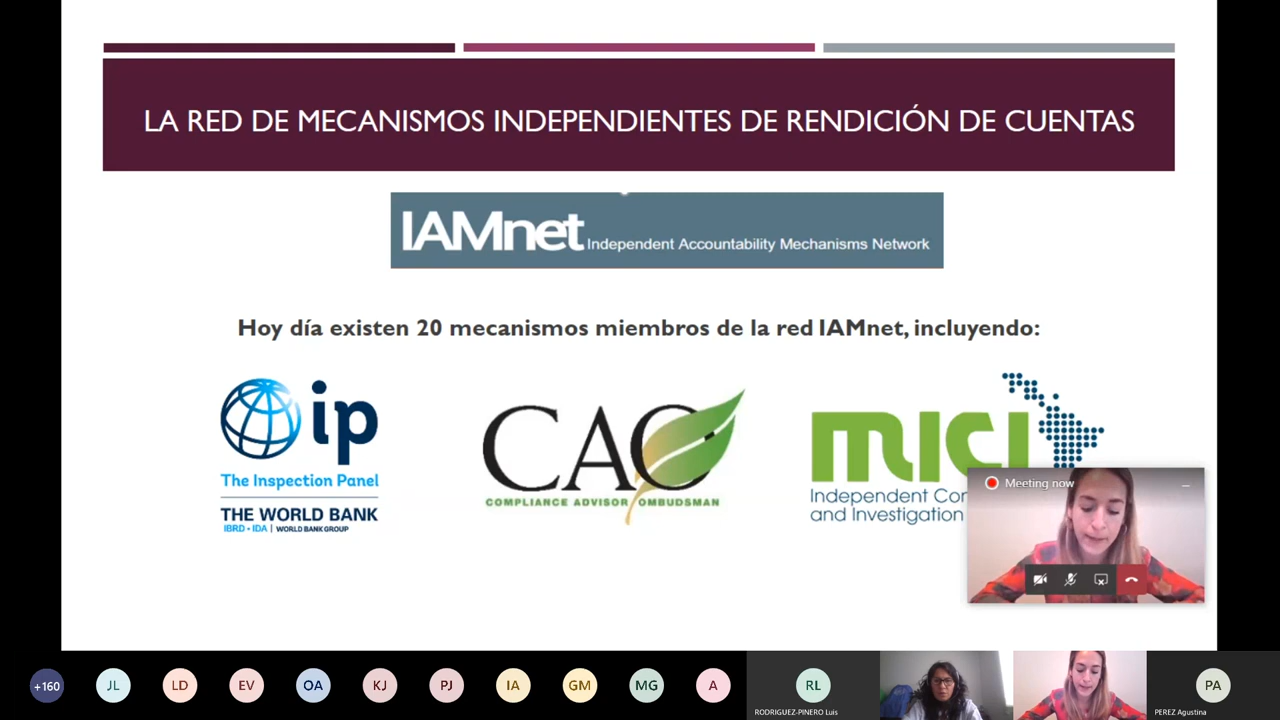 LA RED DE MECANISMOS INDEPENDIENTES DE RENDICIÓN DE CUENTAS
IAMnet Independent Accountability Mechanisms Network
Hoy día existen 20 mecanismos miembros de la red IAMnet, incluyendo:
ip
The Inspection Panel
THE WORLD BANK
IBRD • IDA | WORLD BANK GROUP
CAO
COMPLIANCE ADVISOR OMBUDSMAN
MICI
Independent Con
and Investigation
Meeting now
+160
JL
LD
EV
OA
KJ
PJ
IA
GM
MG
A
RL
RODRIGUEZ-PINERO Luis
PA
PEREZ Agustina